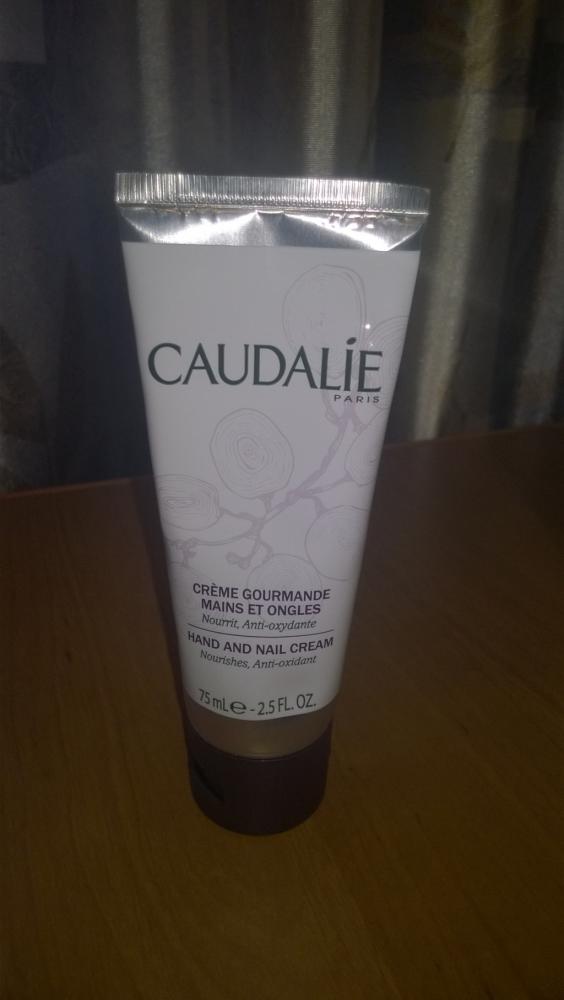 CAUDALÍE
PARIS
CRÈME GOURMANDE
MAINS ET ONGLES
Nourrit, Anti-oxydante
HAND AND NAIL CREAM
Nourishes, Anti-oxidant
75 mL ℮ - 2.5 FL. OZ.